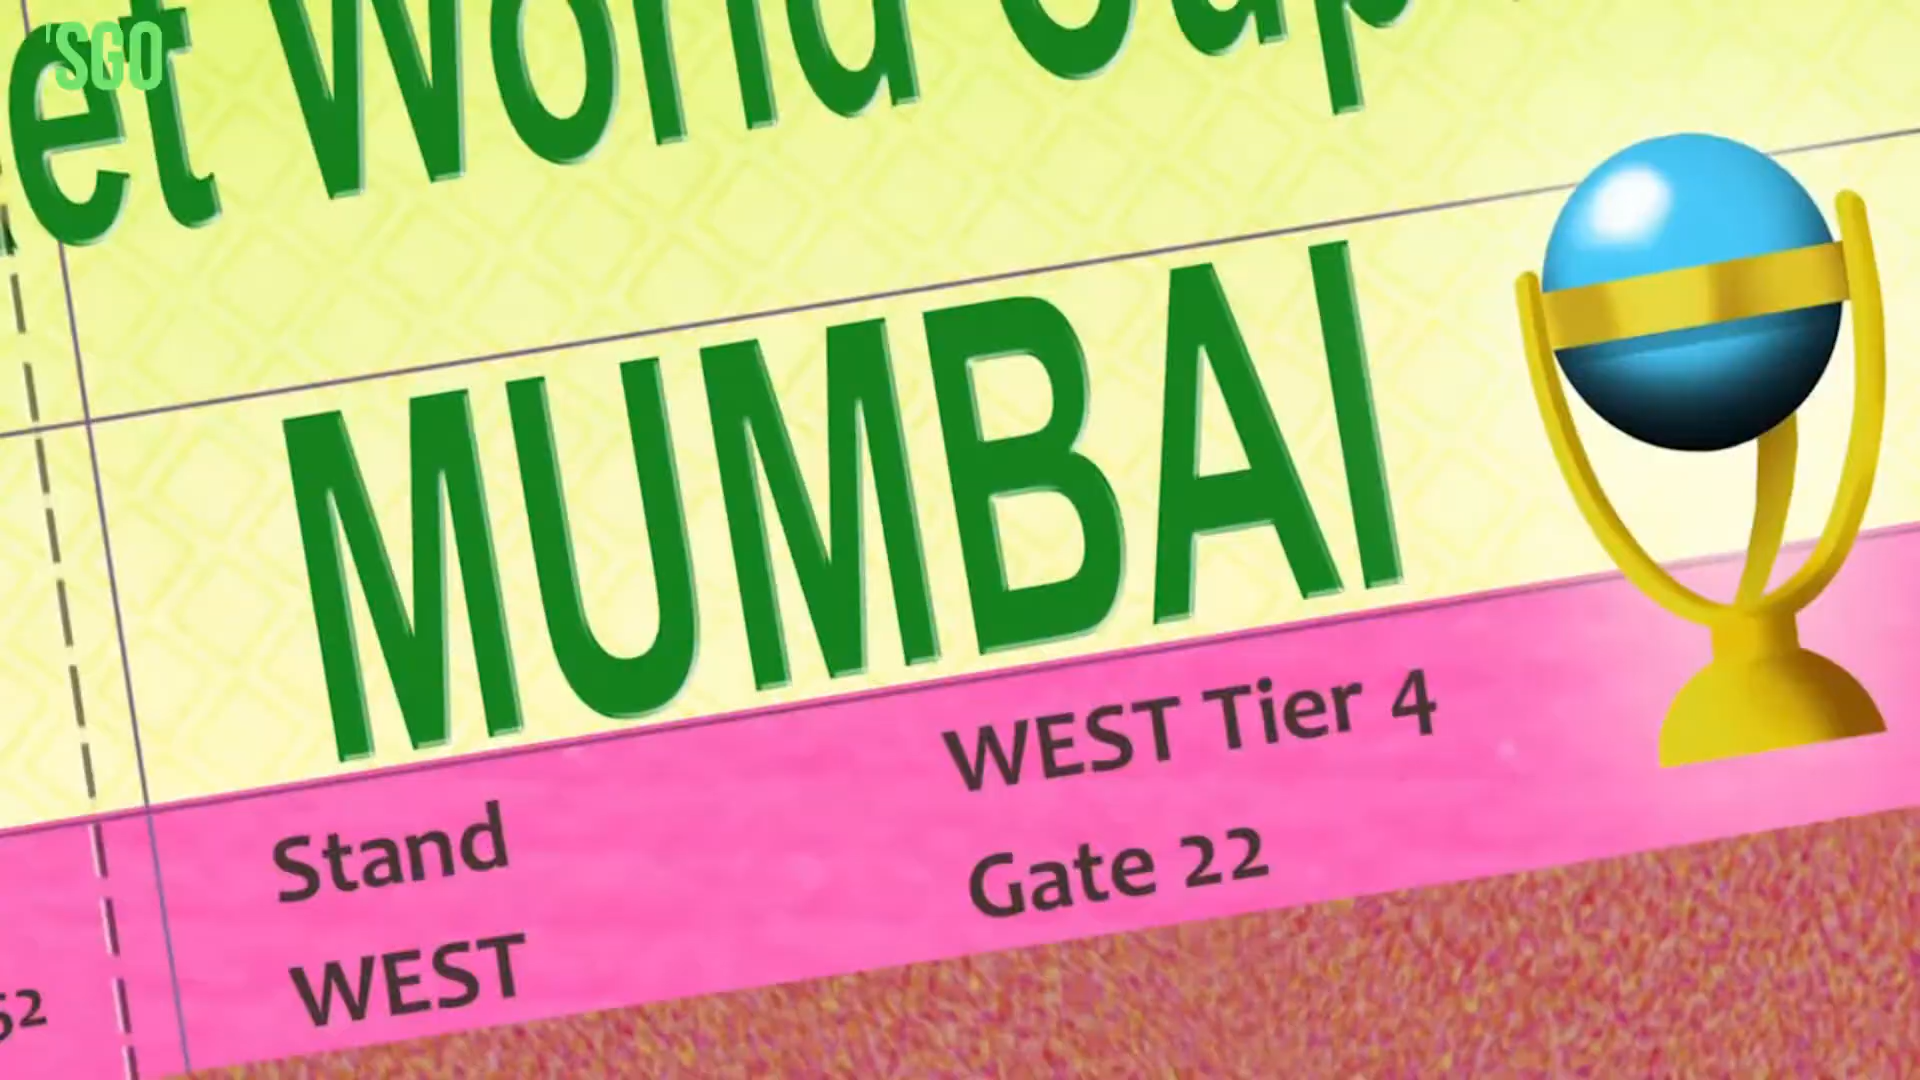 'SGO
et World Cup
MUMBAI
Stand
WEST Tier 4
WEST
Gate 22
52